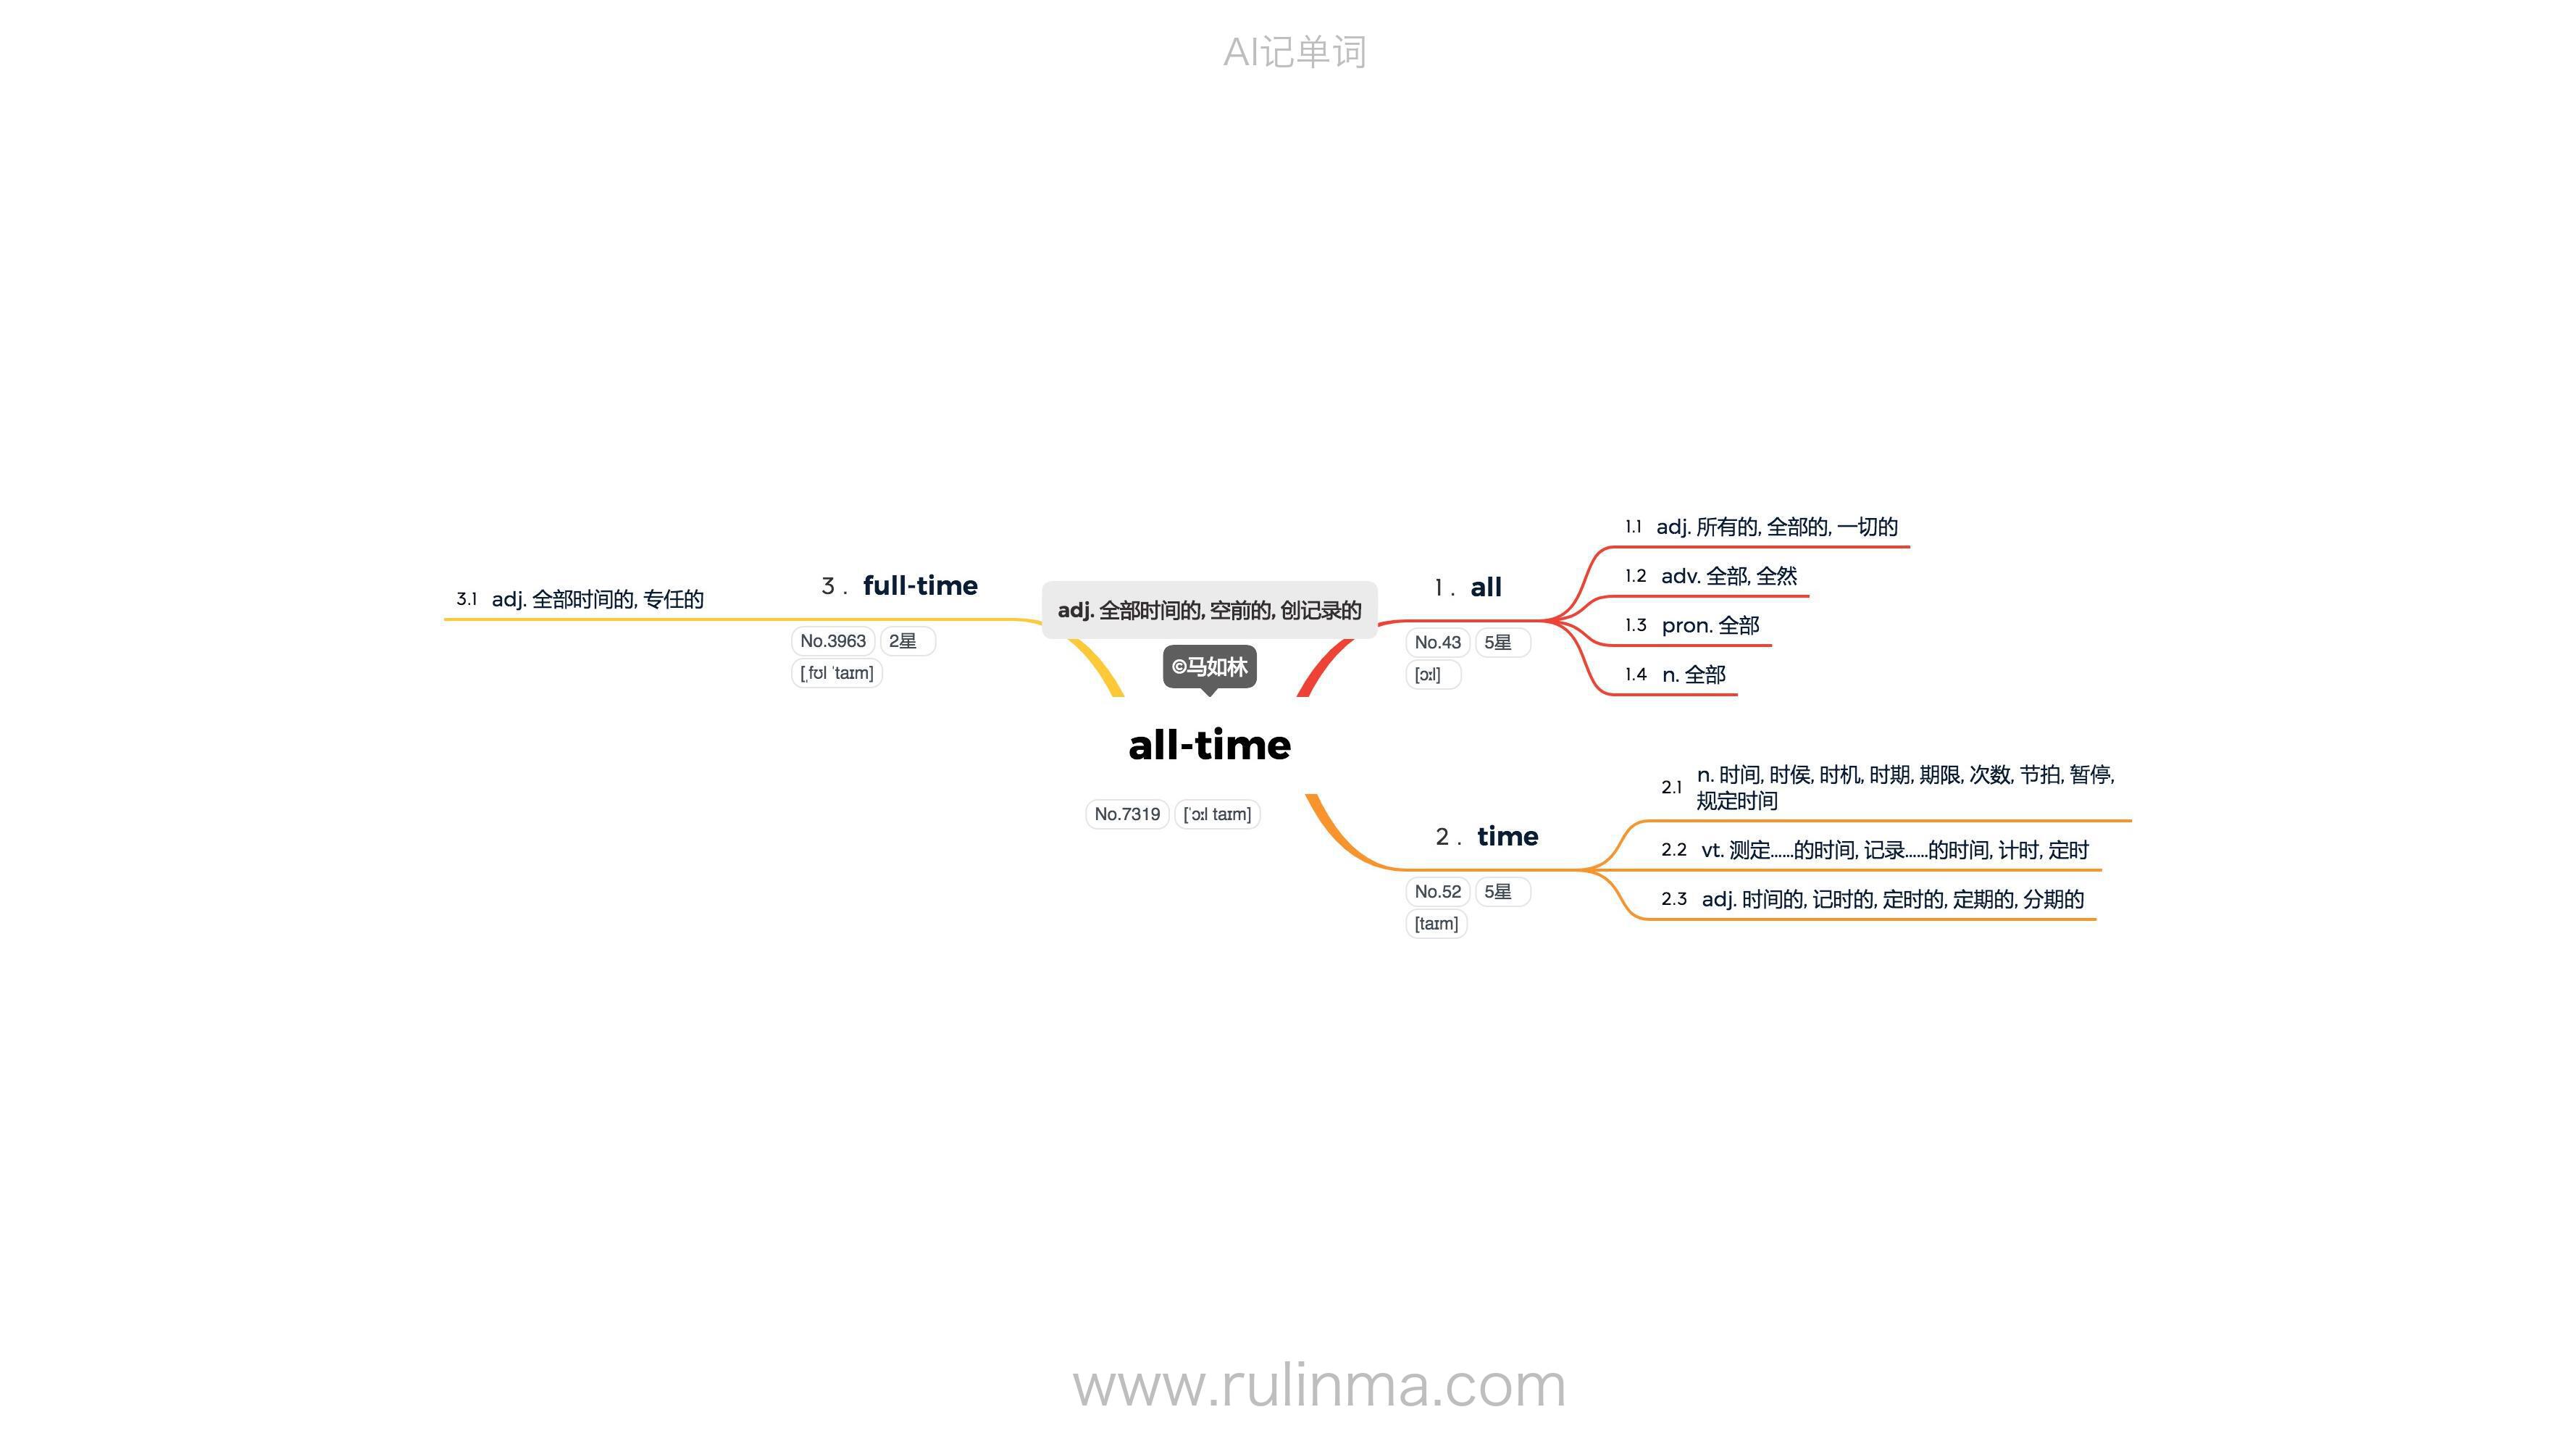 AI记单词
adj. 全部时间的, 空前的, 创记录的
©马如林
all-time
No.7319 [ˈɔːl taɪm]
1 . all
No.43 5星
[ɔːl]
1.1 adj. 所有的, 全部的, 一切的
1.2 adv. 全部, 全然
1.3 pron. 全部
1.4 n. 全部
2 . time
No.52 5星
[taɪm]
2.1 n. 时间, 时侯, 时机, 时期, 期限, 次数, 节拍, 暂停,
规定时间
2.2 vt. 测定……的时间, 记录……的时间, 计时, 定时
2.3 adj. 时间的, 记时的, 定时的, 定期的, 分期的
3 . full-time
No.3963 2星
[ˌfʊl ˈtaɪm]
3.1 adj. 全部时间的, 专任的
www.rulinma.com